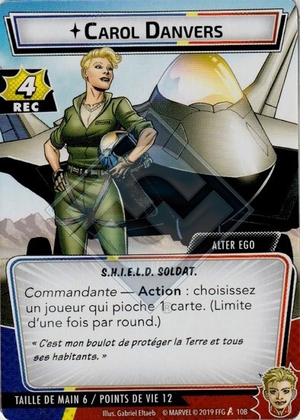 CAROL DANVERS
4
REC
ALTER EGO
S.H.I.E.L.D. SOLDAT.
Commandante — Action : choisissez
un joueur qui pioche 1 carte. (Limite
d'une fois par round.)
« C'est mon boulot de protéger la Terre et tous
ses habitants. »
TAILLE DE MAIN 6 / POINTS DE VIE 12
Illus. Gabriel Eltaeb © MARVEL © 2019 FFG 10B